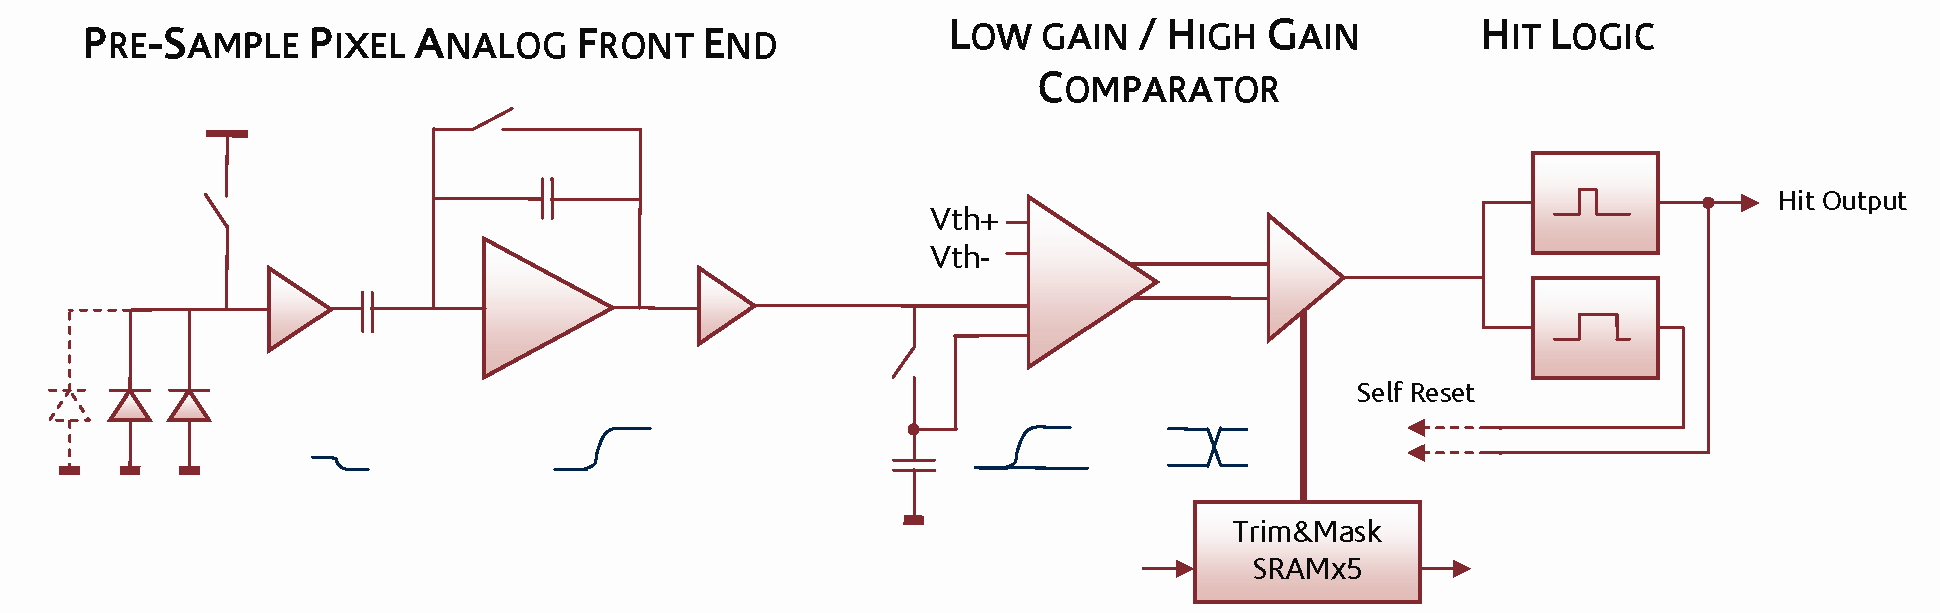 PRE-SAMPLE PIXEL ANALOG FRONT END
LOW GAIN / HIGH GAIN
COMPARATOR
HIT LOGIC
Vth+
Vth-
Hit Output
Self Reset
Trim&Mask
SRAMx5